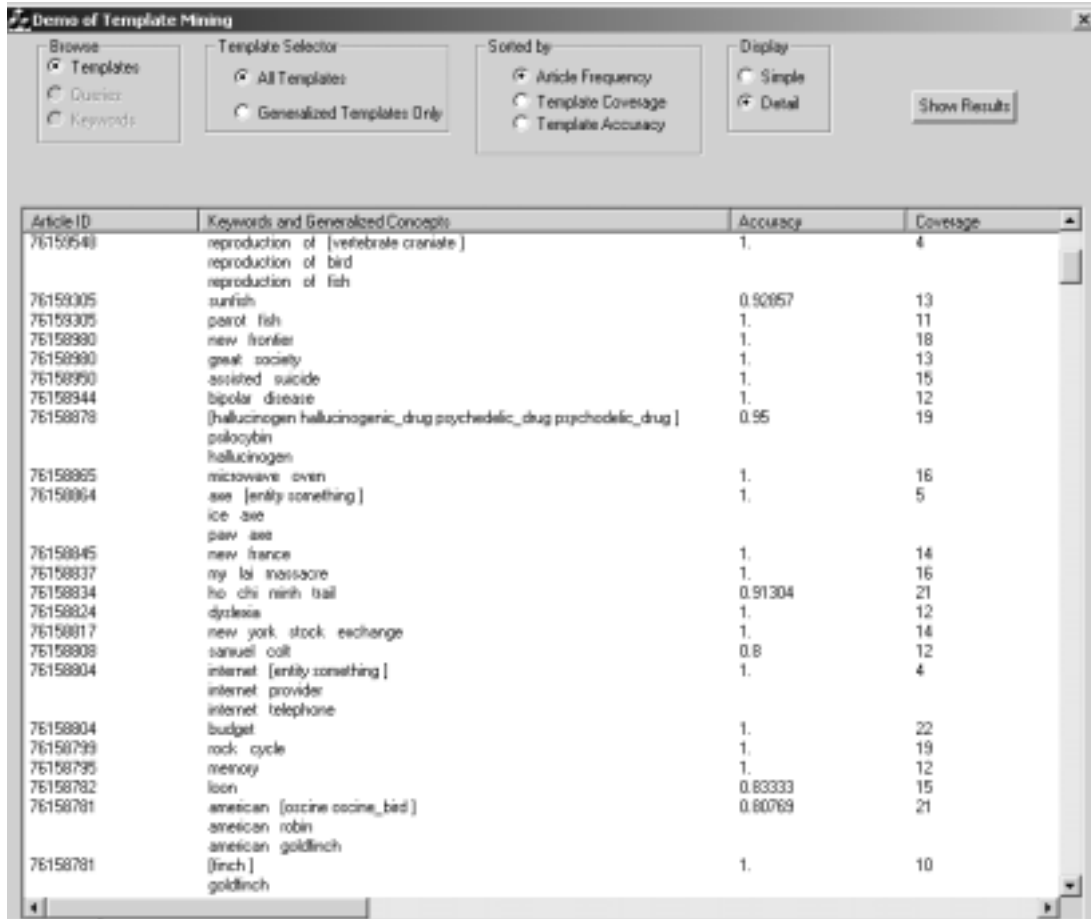 Demo of Template Mining
Browse
Templates
Queries
Keywords
Template Selector
All Templates
Generalized Templates Only
Sorted by
Article Frequency
Template Coverage
Template Accuracy
Display
Simple
Detail
Show Results
Article ID Keywords and Generalized Concepts Accuracy Coverage
76159548 reproduction of [vertebrate craniate ] 1. 4
reproduction of bird
reproduction of fish
76159305 sunfish 0.92857 13
76159305 parrot fish 1. 11
76158980 new frontier 1. 18
76158980 great society 1. 13
76158950 assisted suicide 1. 15
76158944 bipolar disease 1. 12
76158878 [hallucinogen hallucinogenic_drug psychedelic_drug psychodelic_drug ] 0.95 19
psilocybin
hallucinogen
76158865 microwave oven 1. 16
76158864 axe [entity something ] 1. 5
ice axe
paw axe
76158845 new france 1. 14
76158837 my lai massacre 1. 16
76158834 ho chi minh trail 0.91304 21
76158824 dyslexia 1. 12
76158817 new york stock exchange 1. 14
76158808 samuel colt 0.8 12
76158804 internet [entity something ] 1. 4
internet provider
internet telephone
76158804 budget 1. 22
76158799 rock cycle 1. 19
76158795 memory 1. 12
76158782 loon 0.83333 15
76158781 american [oscine oscine_bird ] 0.80769 21
american robin
american goldfinch
76158781 [finch ] 1. 10
goldfinch